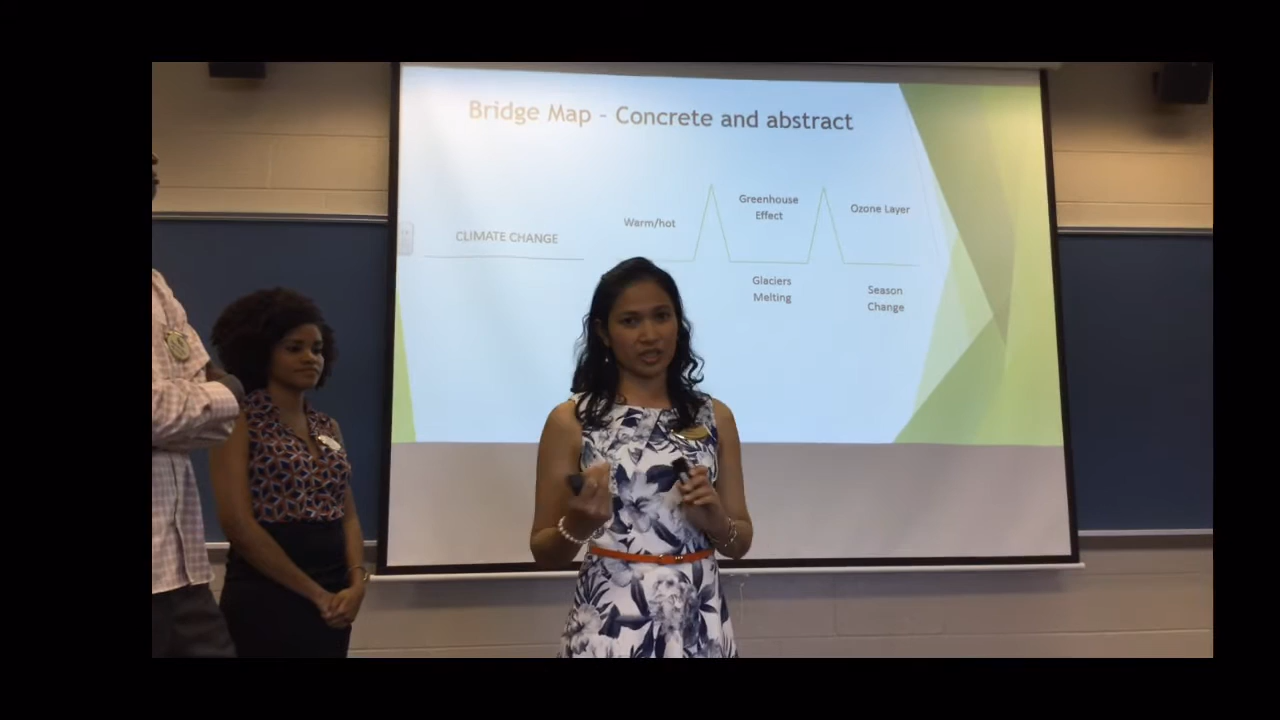 Bridge Map - Concrete and abstract
CLIMATE CHANGE
Warm/hot
Greenhouse
Effect
Ozone Layer
Glaciers
Melting
Season
Change